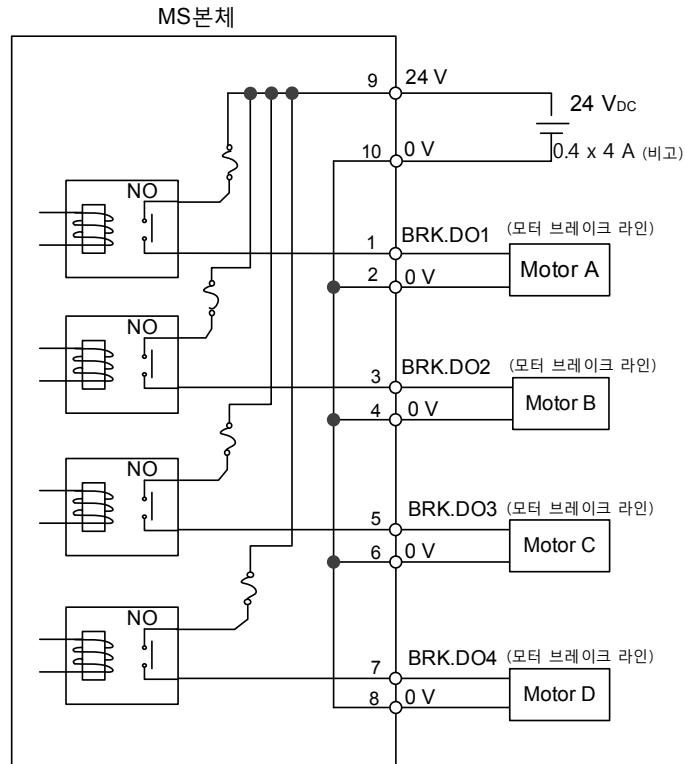 MS본체
9 24 V
24 VDC
10 0 V
0.4 x 4 A (비고)
NO
1 BRK.DO1 (모터 브레이크 라인)
Motor A
2 0 V
NO
3 BRK.DO2 (모터 브레이크 라인)
Motor B
4 0 V
NO
5 BRK.DO3 (모터 브레이크 라인)
Motor C
6 0 V
NO
7 BRK.DO4 (모터 브레이크 라인)
Motor D
8 0 V